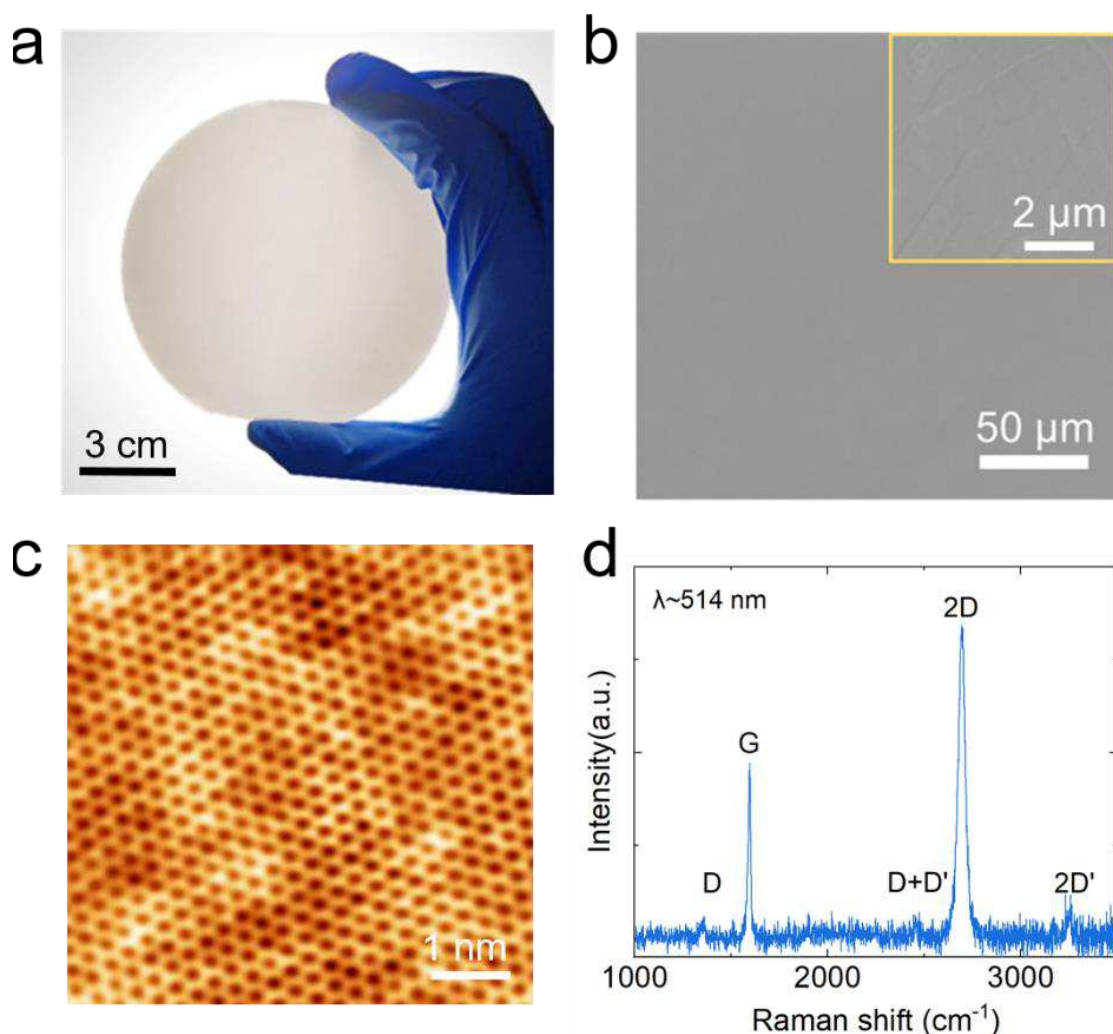 a
3 cm
b
2 μm
50 μm
c
1 nm
d
λ~514 nm
2D
G
D
D+D'
2D'
Intensity(a.u.)
1000
2000
3000
Raman shift (cm⁻¹)